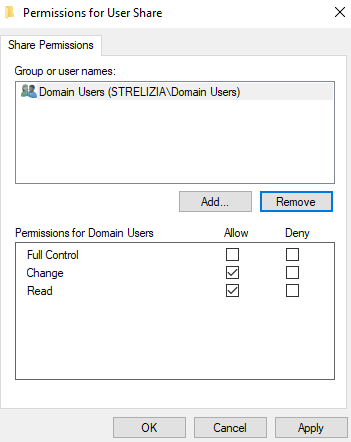 Permissions for User Share
Share Permissions
Group or user names:
Domain Users (STRELIZIA\Domain Users)
Add... Remove
Permissions for Domain Users Allow Deny
Full Control
Change
Read
OK Cancel Apply